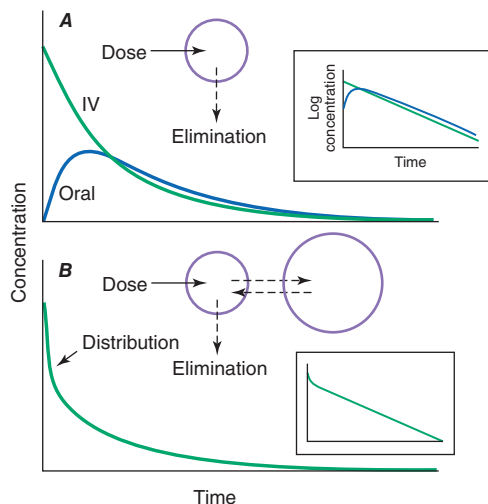 A
Dose
IV
Elimination
Oral
Log
concentration
Time
Concentration
B
Dose
Distribution
Elimination
Time